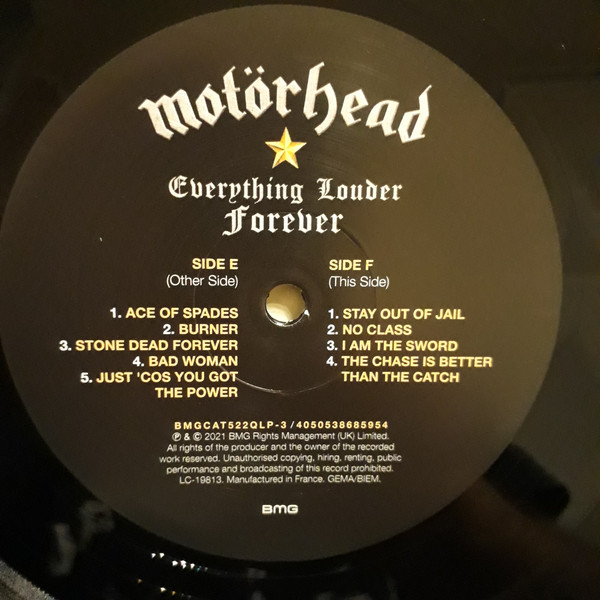 motörhead
Everything Louder
Forever
SIDE E
(Other Side)
1. ACE OF SPADES
2. BURNER
3. STONE DEAD FOREVER
4. BAD WOMAN
5. JUST 'COS YOU GOT
THE POWER
SIDE F
(This Side)
1. STAY OUT OF JAIL
2. NO CLASS
3. I AM THE SWORD
4. THE CHASE IS BETTER
THAN THE CATCH
BMGCAT522QLP-3 / 4050538685954
℗ & © 2021 BMG Rights Management (UK) Limited.
All rights of the producer and the owner of the recorded
work reserved. Unauthorised copying, hiring, renting, public
performance and broadcasting of this record prohibited.
LC-19813. Manufactured in France. GEMA/BIEM.
BMG